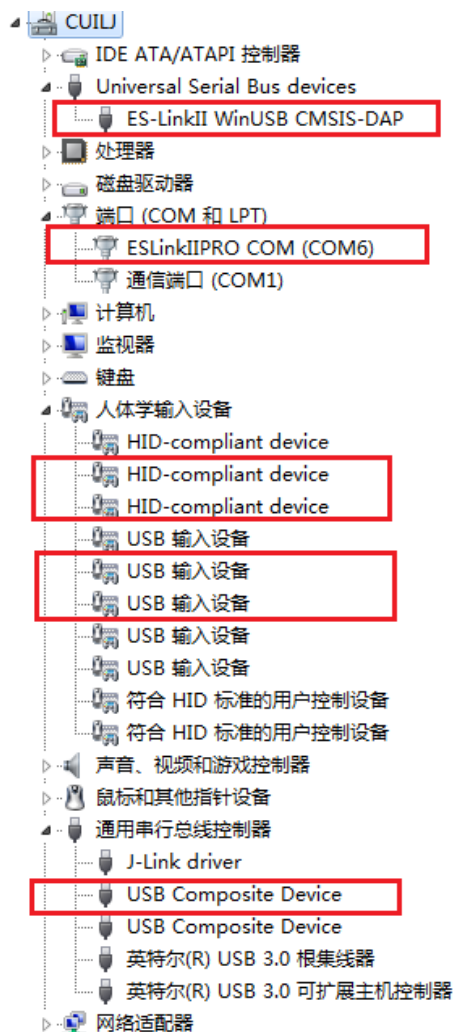 CUILJ
IDE ATA/ATAPI 控制器
Universal Serial Bus devices
ES-LinkII WinUSB CMSIS-DAP
处理器
磁盘驱动器
端口 (COM 和 LPT)
ESLinkIIPRO COM (COM6)
通信端口 (COM1)
计算机
监视器
键盘
人体学输入设备
HID-compliant device
HID-compliant device
HID-compliant device
USB 输入设备
USB 输入设备
USB 输入设备
USB 输入设备
USB 输入设备
符合 HID 标准的用户控制设备
符合 HID 标准的用户控制设备
声音、视频和游戏控制器
鼠标和其他指针设备
通用串行总线控制器
J-Link driver
USB Composite Device
USB Composite Device
英特尔(R) USB 3.0 根集线器
英特尔(R) USB 3.0 可扩展主机控制器
网络适配器